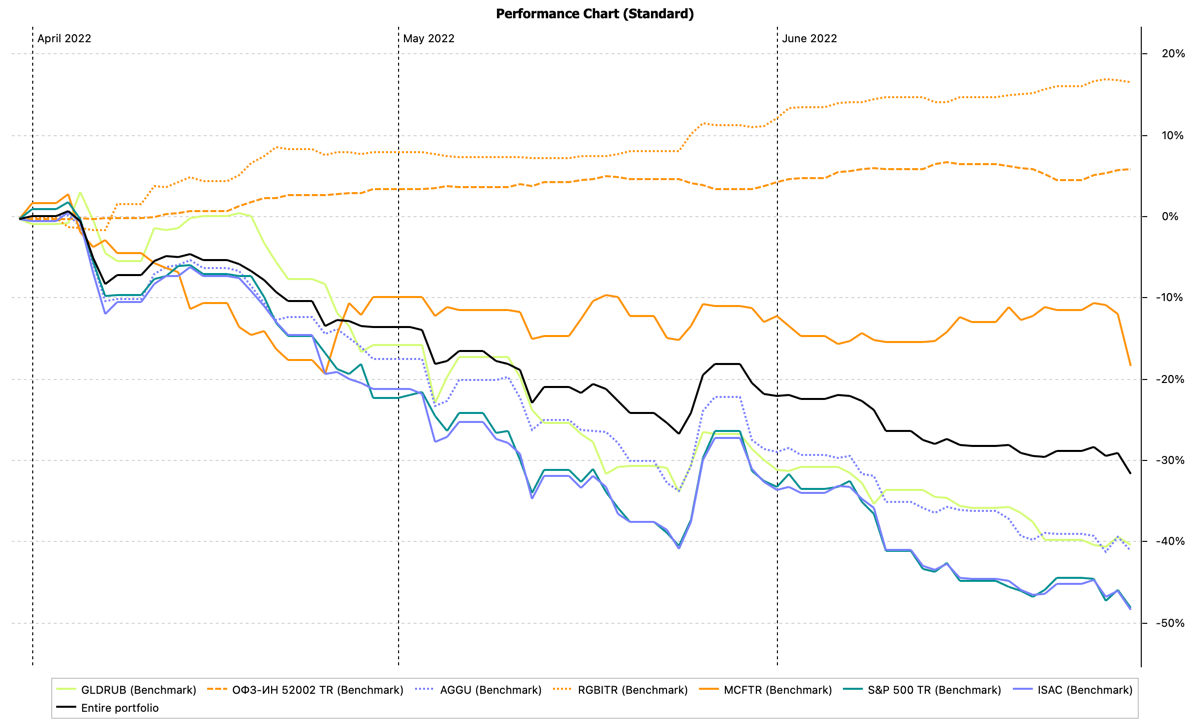 Performance Chart (Standard)
April 2022
May 2022
June 2022
20%
10%
0%
-10%
-20%
-30%
-40%
-50%
GLDRUB (Benchmark) ОФЗ-ИН 52002 TR (Benchmark) AGGU (Benchmark) RGBITR (Benchmark) MCFTR (Benchmark) S&P 500 TR (Benchmark) ISAC (Benchmark)
Entire portfolio